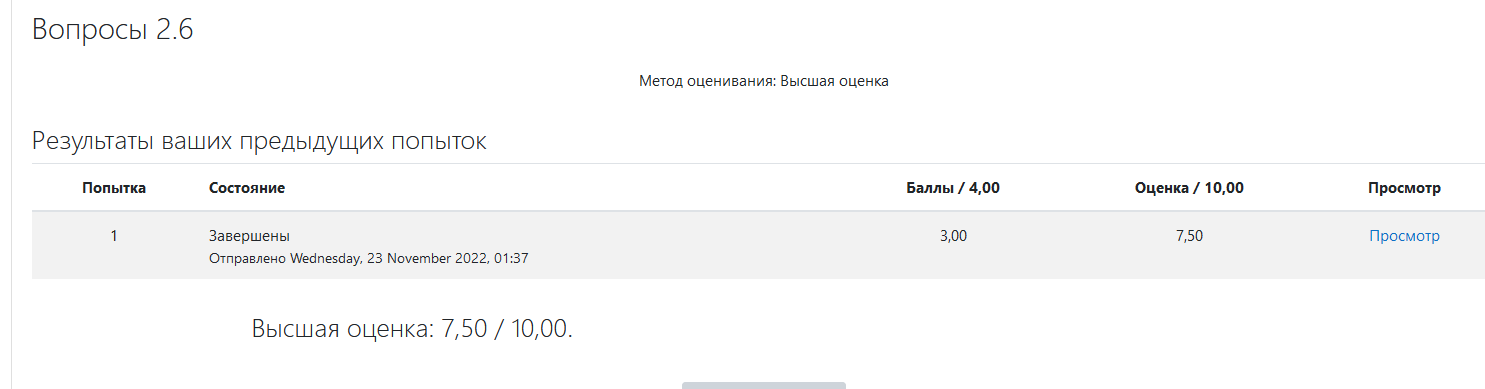 Вопросы 2.6
Метод оценивания: Высшая оценка
Результаты ваших предыдущих попыток
Попытка Состояние Баллы / 4,00 Оценка / 10,00 Просмотр
1 Завершены 3,00 7,50 Просмотр
Отправлено Wednesday, 23 November 2022, 01:37
Высшая оценка: 7,50 / 10,00.